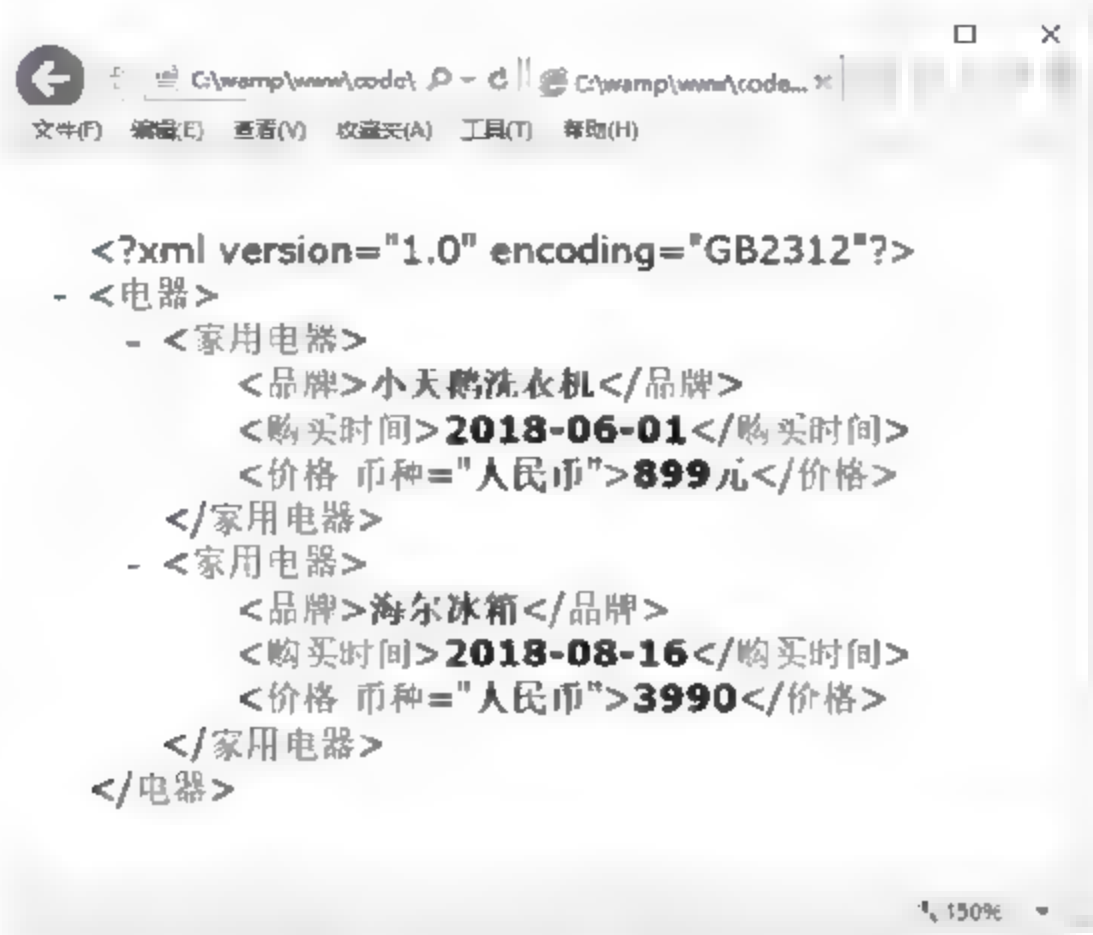 C:\wamp\www\code\ C:\wamp\www\code...
文件(F) 编辑(E) 查看(V) 收藏夹(A) 工具(T) 帮助(H)
<?xml version="1.0" encoding="GB2312"?>
- <电器>
- <家用电器>
<品牌>小天鹅洗衣机</品牌>
<购买时间>2018-06-01</购买时间>
<价格 币种="人民币">899元</价格>
</家用电器>
- <家用电器>
<品牌>海尔冰箱</品牌>
<购买时间>2018-08-16</购买时间>
<价格 币种="人民币">3990</价格>
</家用电器>
</电器>
150%